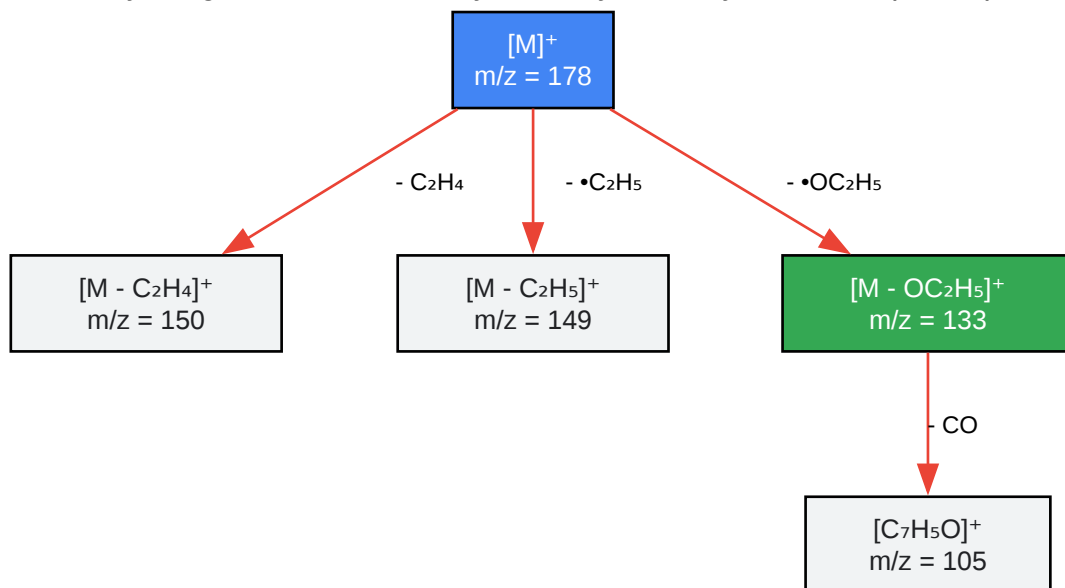 [M]⁺
m/z = 178
- C₂H₄
- •C₂H₅
- •OC₂H₅
[M - C₂H₄]⁺
m/z = 150
[M - C₂H₅]⁺
m/z = 149
[M - OC₂H₅]⁺
m/z = 133
- CO
[C₇H₅O]⁺
m/z = 105